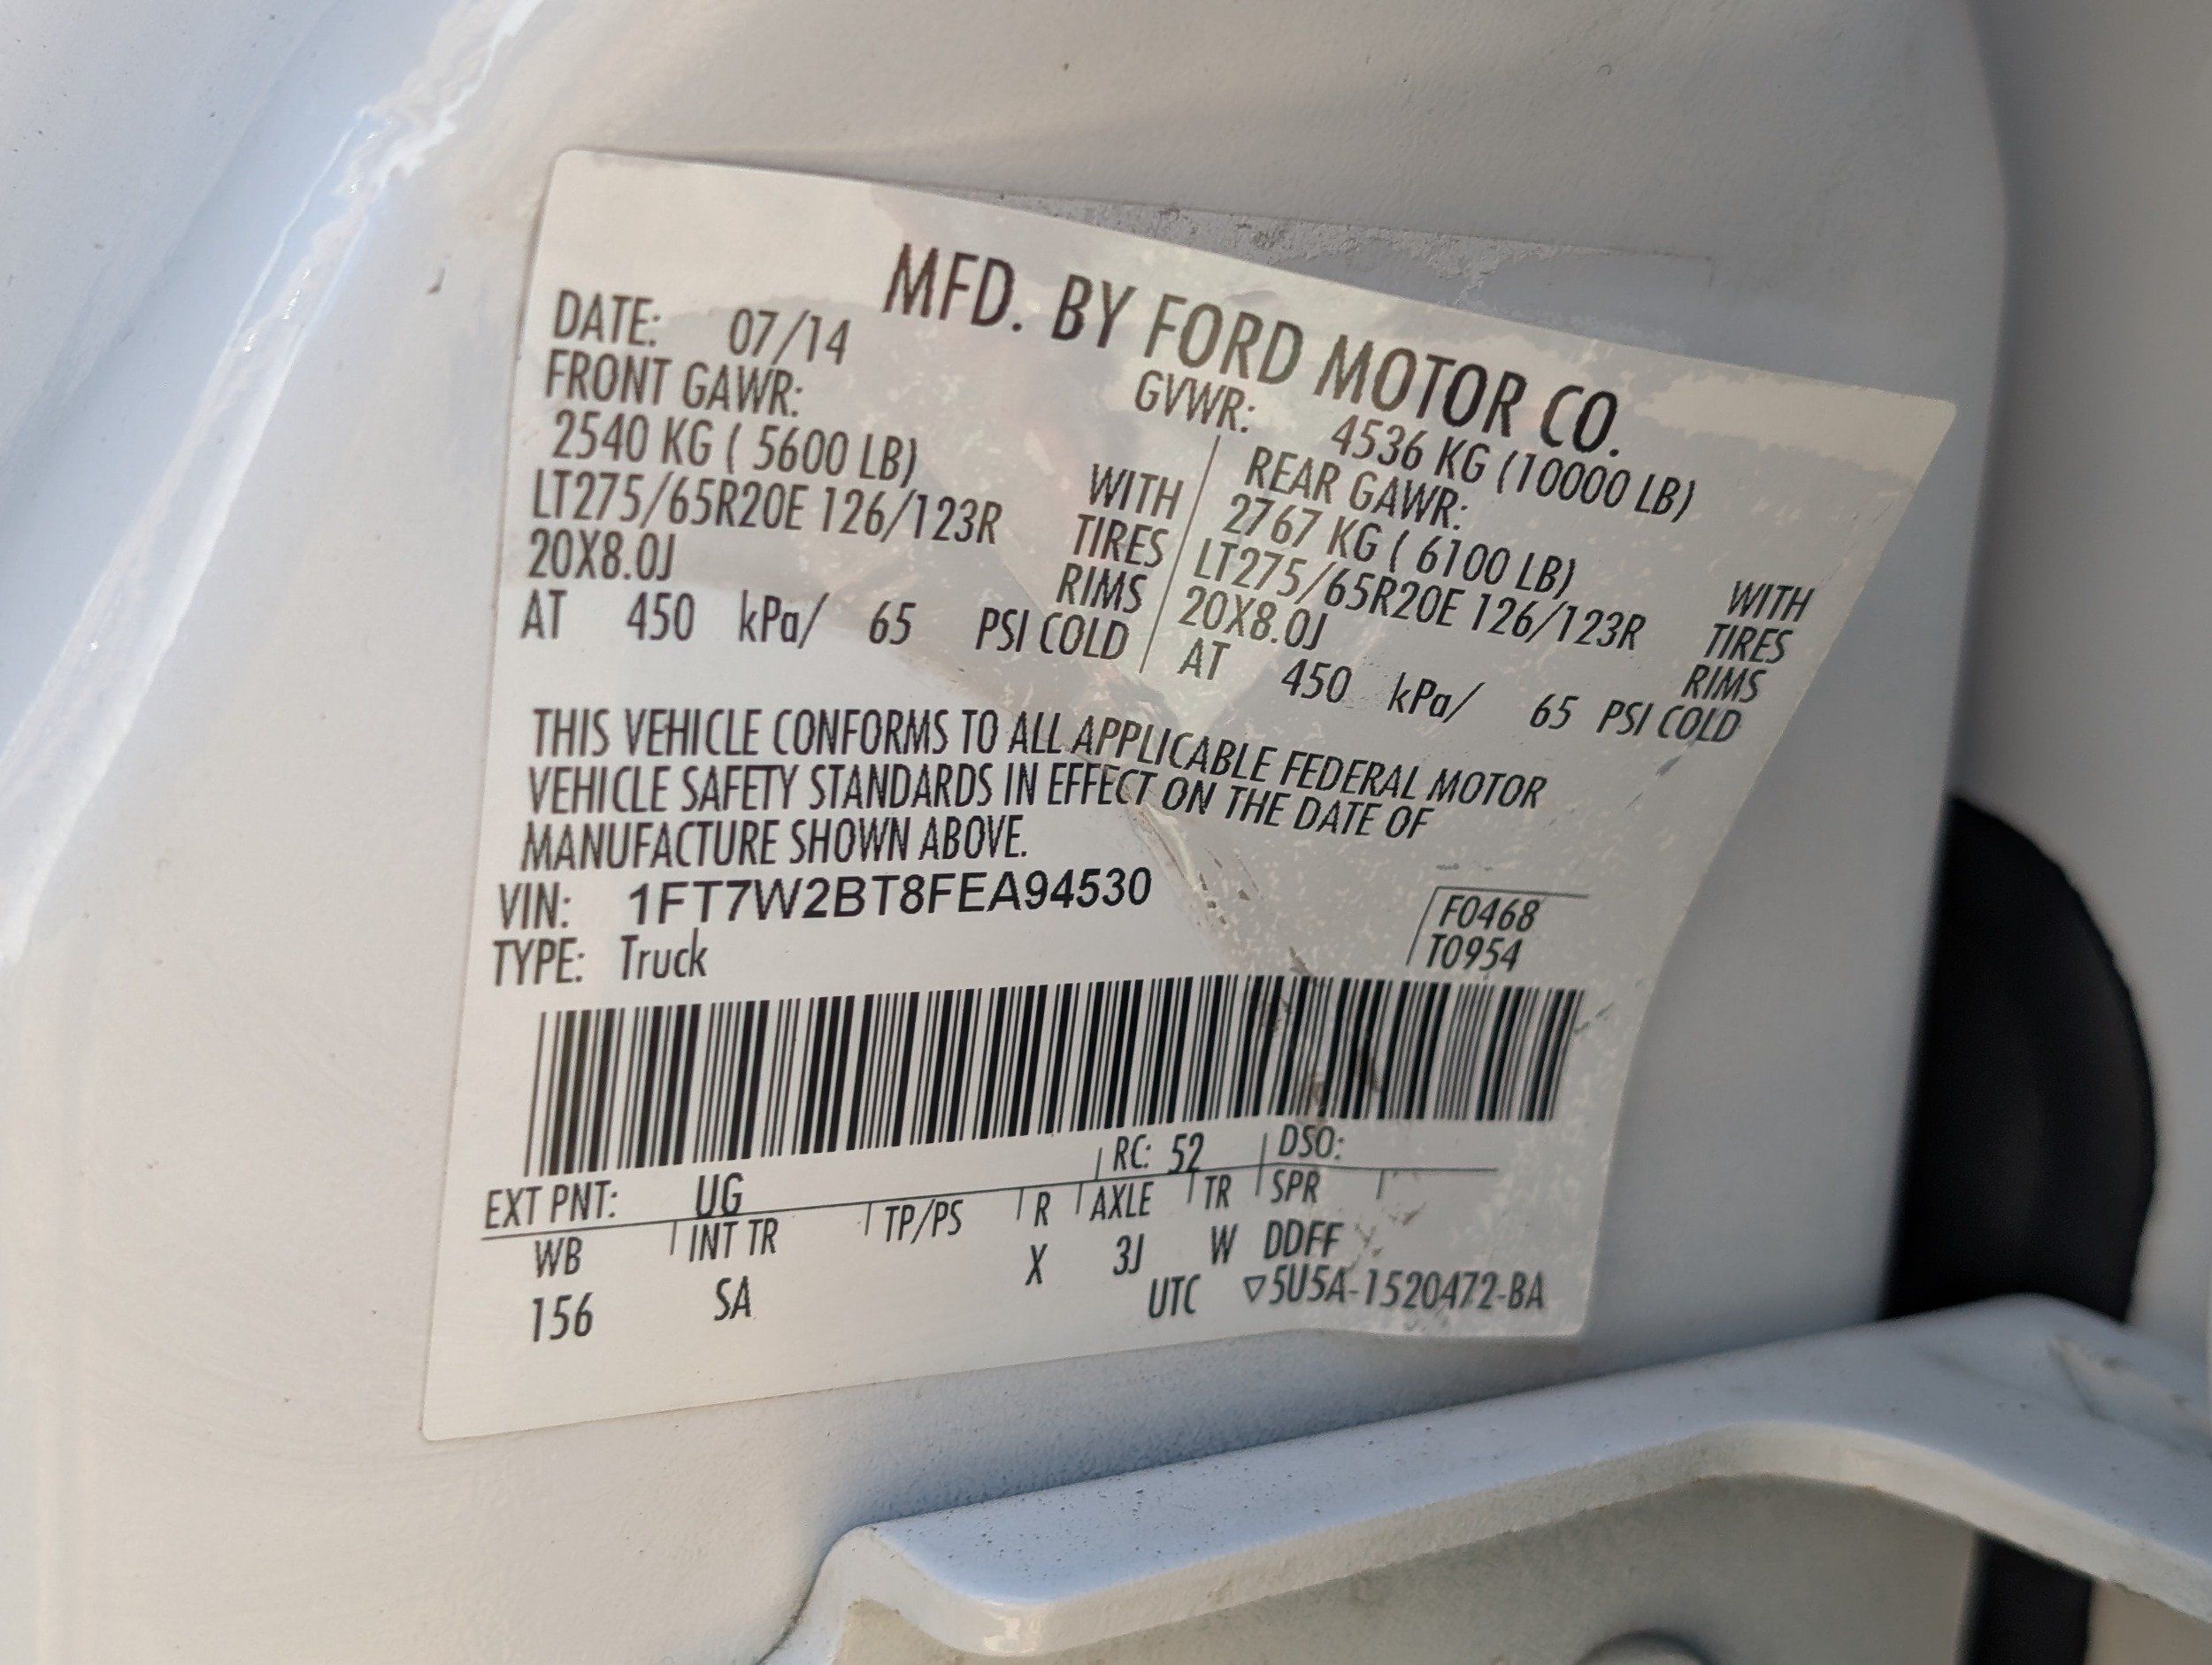 MFD. BY FORD MOTOR CO.
DATE: 07/14
GVWR: 4536 KG (10000 LB)
FRONT GAWR:
2540 KG ( 5600 LB)
WITH
LT275/65R20E 126/123R
TIRES
20X8.0J
RIMS
AT 450 kPa/ 65 PSI COLD
REAR GAWR:
2767 KG ( 6100 LB)
WITH
LT275/65R20E 126/123R
TIRES
20X8.0J
RIMS
AT 450 kPa/ 65 PSI COLD
THIS VEHICLE CONFORMS TO ALL APPLICABLE FEDERAL MOTOR
VEHICLE SAFETY STANDARDS IN EFFECT ON THE DATE OF
MANUFACTURE SHOWN ABOVE.
VIN: 1FT7W2BT8FEA94530
F0468
TYPE: Truck
T0954
EXT PNT: UG RC: 52 DSO:
WB INT TR TP/PS R AXLE TR SPR
156 SA X 3J W DDFF
UTC ▽5U5A-1520472-BA